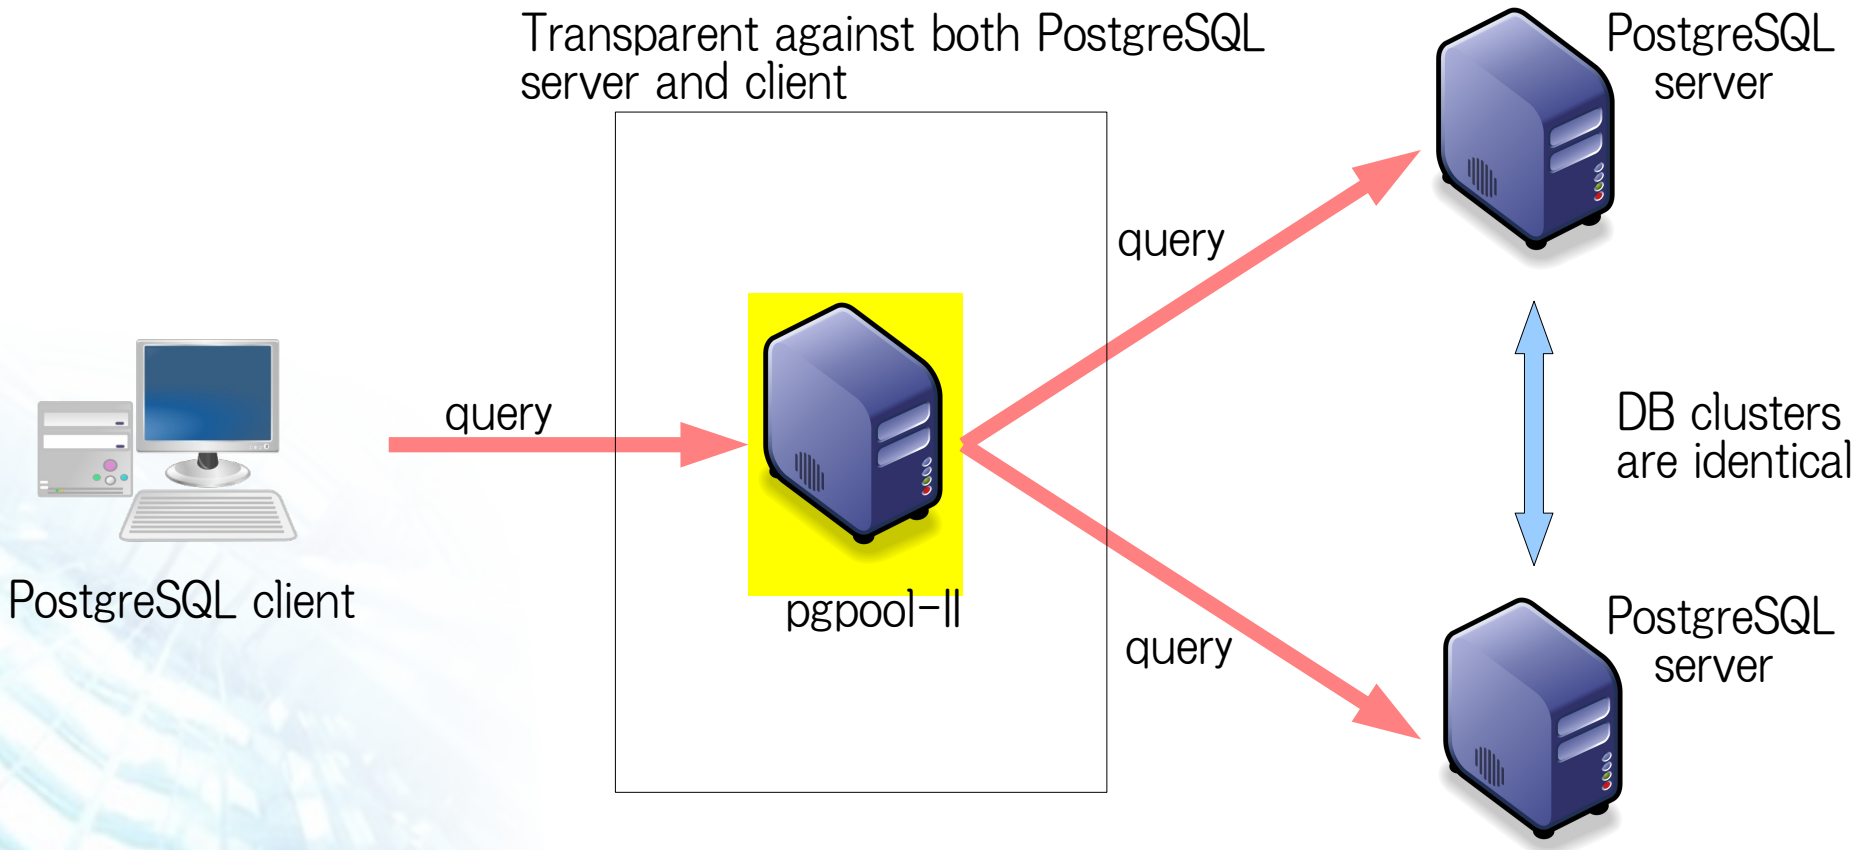 Transparent against both PostgreSQL
server and client
PostgreSQL
server
query
query
DB clusters
are identical
PostgreSQL client
pgpool-II
query
PostgreSQL
server